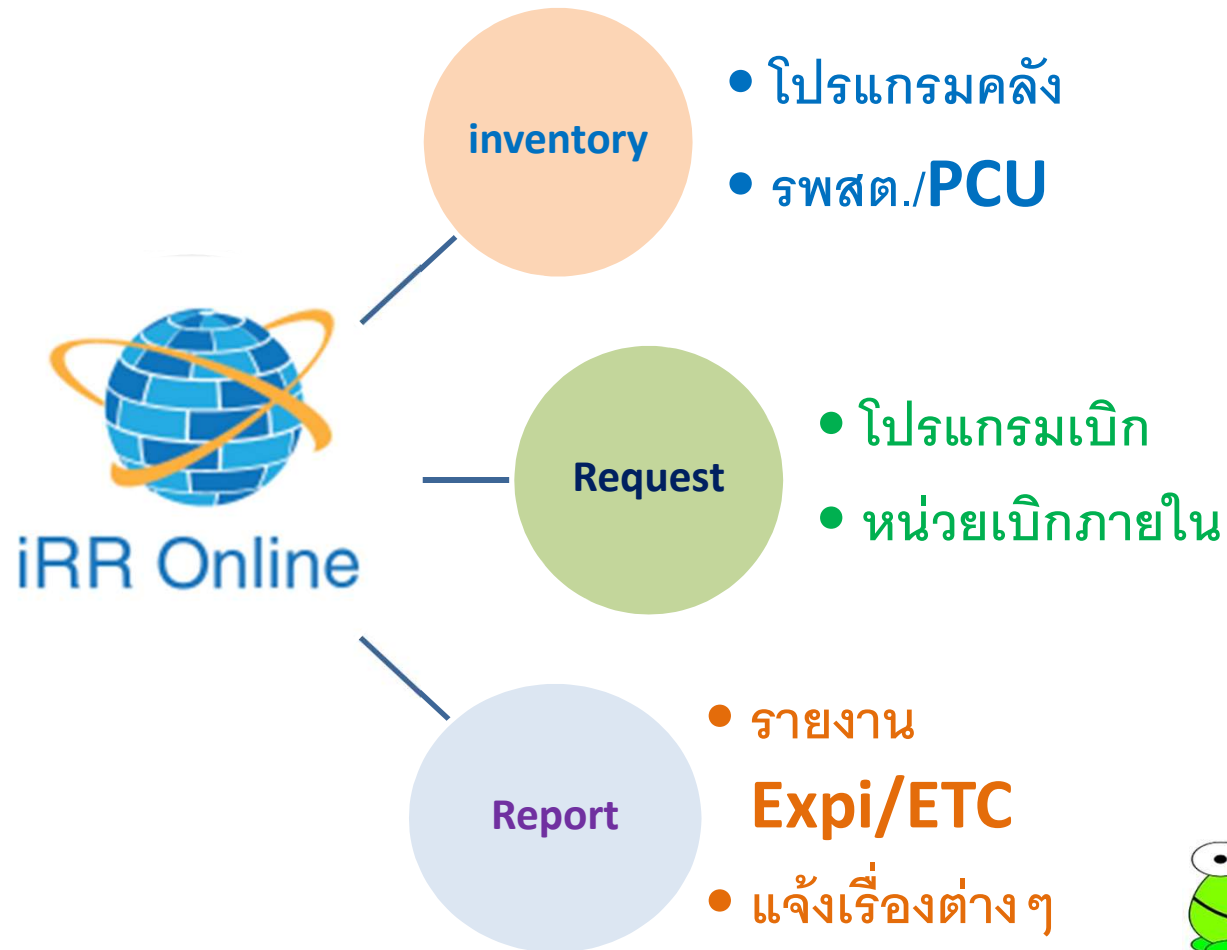 iRR Online
inventory
• โปรแกรมคลัง
• รพสต./PCU
Request
• โปรแกรมเบิก
• หน่วยเบิกภายใน
Report
• รายงาน
Expi/ETC
• แจ้งเรื่องต่างๆ